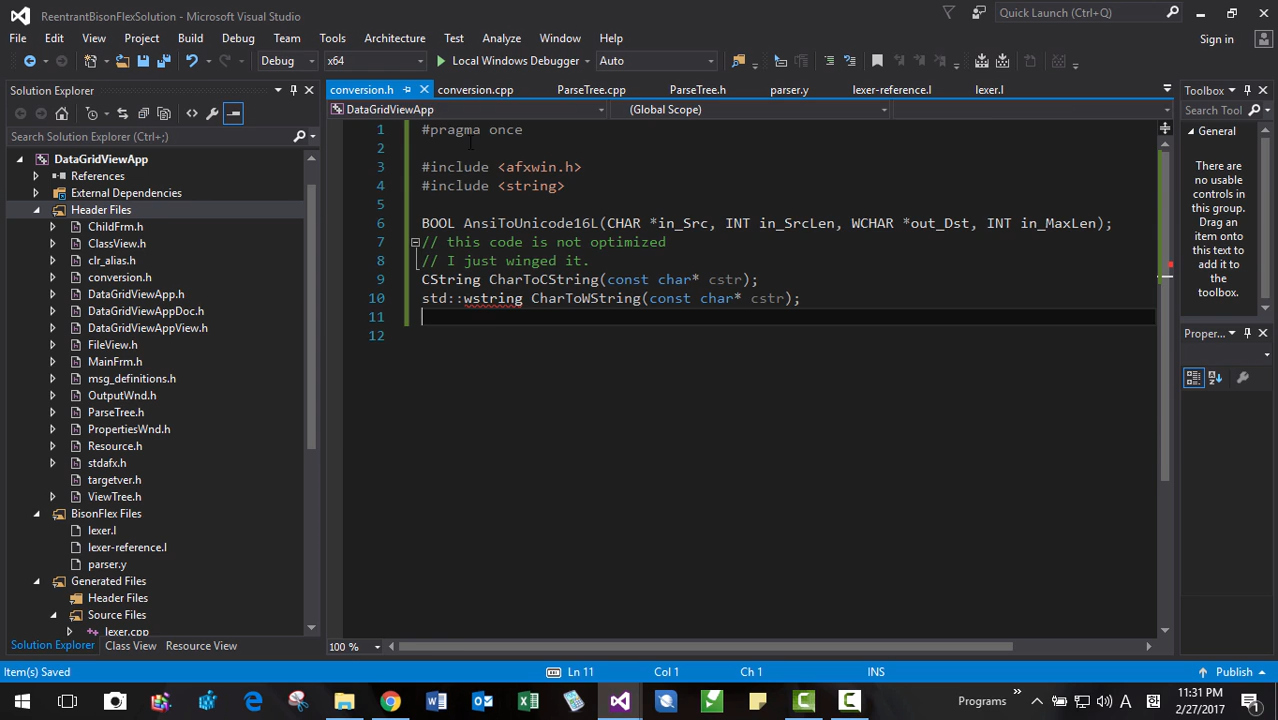 ReentrantBisonFlexSolution - Microsoft Visual Studio
Quick Launch (Ctrl+Q)
File Edit View Project Build Debug Team Tools Architecture Test Analyze Window Help
Sign in
Debug x64 Local Windows Debugger Auto
Solution Explorer
Search Solution Explorer (Ctrl+;)
DataGridViewApp
References
External Dependencies
Header Files
ChildFrm.h
ClassView.h
clr_alias.h
conversion.h
DataGridViewApp.h
DataGridViewAppDoc.h
DataGridViewAppView.h
FileView.h
MainFrm.h
msg_definitions.h
OutputWnd.h
ParseTree.h
PropertiesWnd.h
Resource.h
stdafx.h
targetver.h
ViewTree.h
BisonFlex Files
lexer.l
lexer-reference.l
parser.y
Generated Files
Header Files
Source Files
lexer.cpp
Solution Explorer Class View Resource View
conversion.h conversion.cpp ParseTree.cpp ParseTree.h parser.y lexer-reference.l lexer.l
DataGridViewApp (Global Scope)
1 #pragma once
2
3 #include <afxwin.h>
4 #include <string>
5
6 BOOL AnsiToUnicode16L(CHAR *in_Src, INT in_SrcLen, WCHAR *out_Dst, INT in_MaxLen);
7 // this code is not optimized
8 // I just winged it.
9 CString CharToCString(const char* cstr);
10 std::wstring CharToWString(const char* cstr);
11
12
100 %
Toolbox
Search Tool
General
There are
no usable
controls in
this group.
Drag an
item onto
this text to
add it to
the toolbox.
Proper...
Item(s) Saved Ln 11 Col 1 Ch 1 INS Publish
Programs
A
11:31 PM
2/27/2017